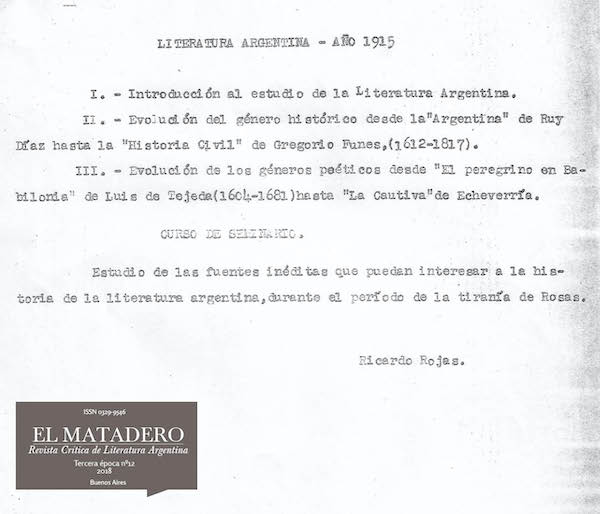 LITERATURA ARGENTINA - AÑO 1915
I. - Introducción al estudio de la Literatura Argentina.
II. - Evolución del género histórico desde la"Argentina" de Ruy
Díaz hasta la "Historia Civil" de Gregorio Funes,(1612-1817).
III. - Evolución de los géneros poéticos desde "El peregrino en Ba-
bilonia" de Luis de Tejeda(1604-1681)hasta "La Cautiva"de Echeverría.
CURSO DE SEMINARIO.
Estudio de las fuentes inéditas que puedan interesar a la his-
toria de la literatura argentina,durante el período de la tiranía de Rosas.
Ricardo Rojas.
ISSN 0329-9546
EL MATADERO
Revista Crítica de Literatura Argentina
Tercera época nº12
2018
Buenos Aires